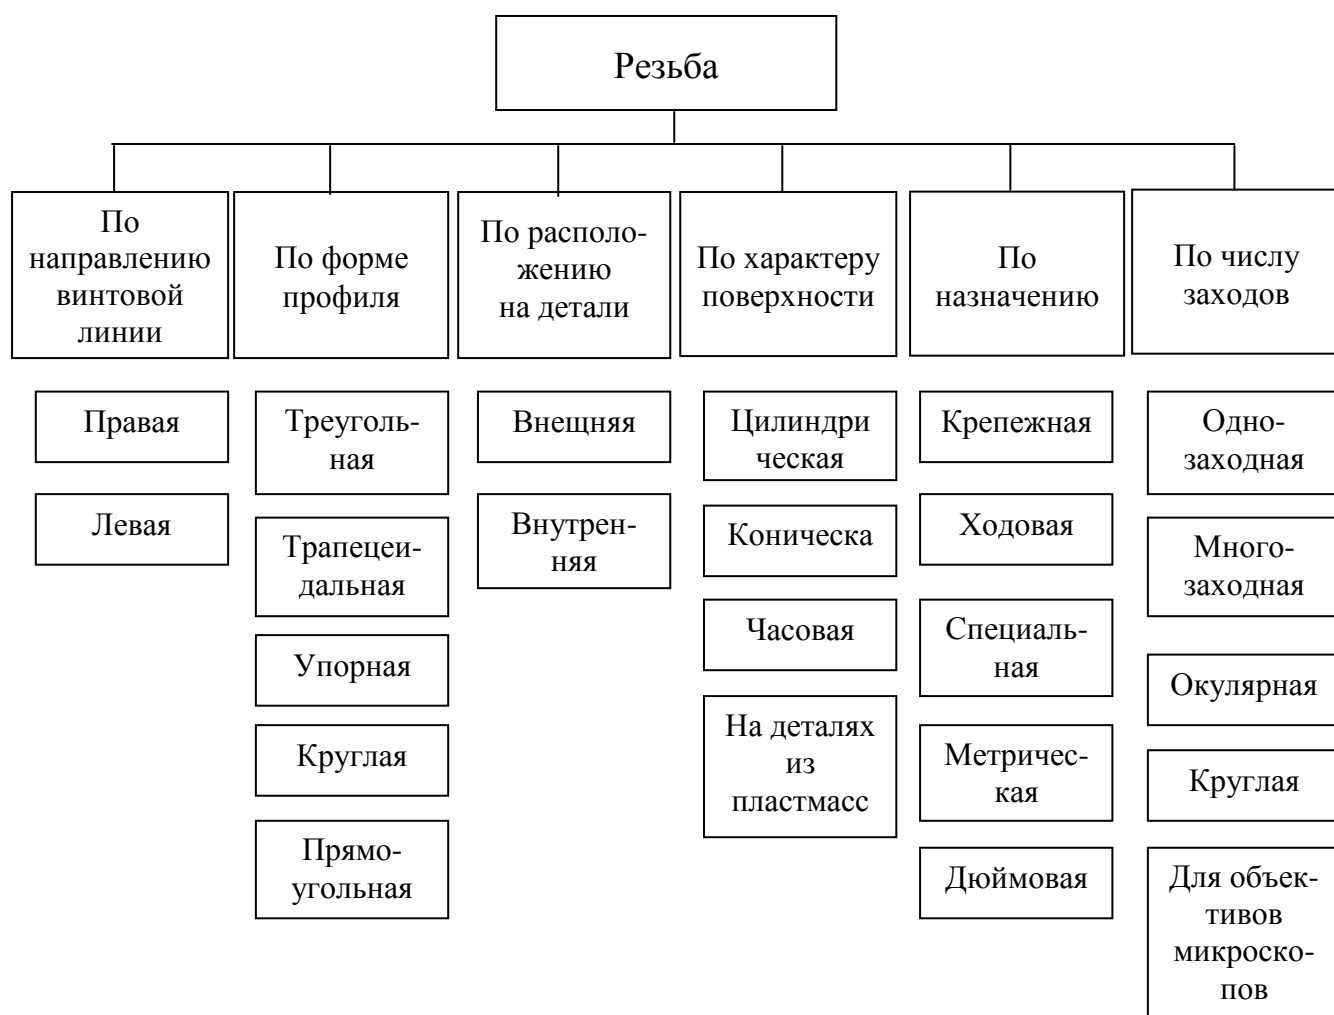 Резьба
По
направлению
винтовой
линии
По форме
профиля
По располо-
жению
на детали
По характеру
поверхности
По
назначению
По числу
заходов
Правая
Левая
Треуголь-
ная
Трапецеи-
дальная
Упорная
Круглая
Прямо-
угольная
Внещняя
Внутрен-
няя
Цилиндри
ческая
Коническа
Часовая
На деталях
из
пластмасс
Крепежная
Ходовая
Специаль-
ная
Метричес-
кая
Дюймовая
Одно-
заходная
Много-
заходная
Окулярная
Круглая
Для объек-
тивов
микроско-
пов